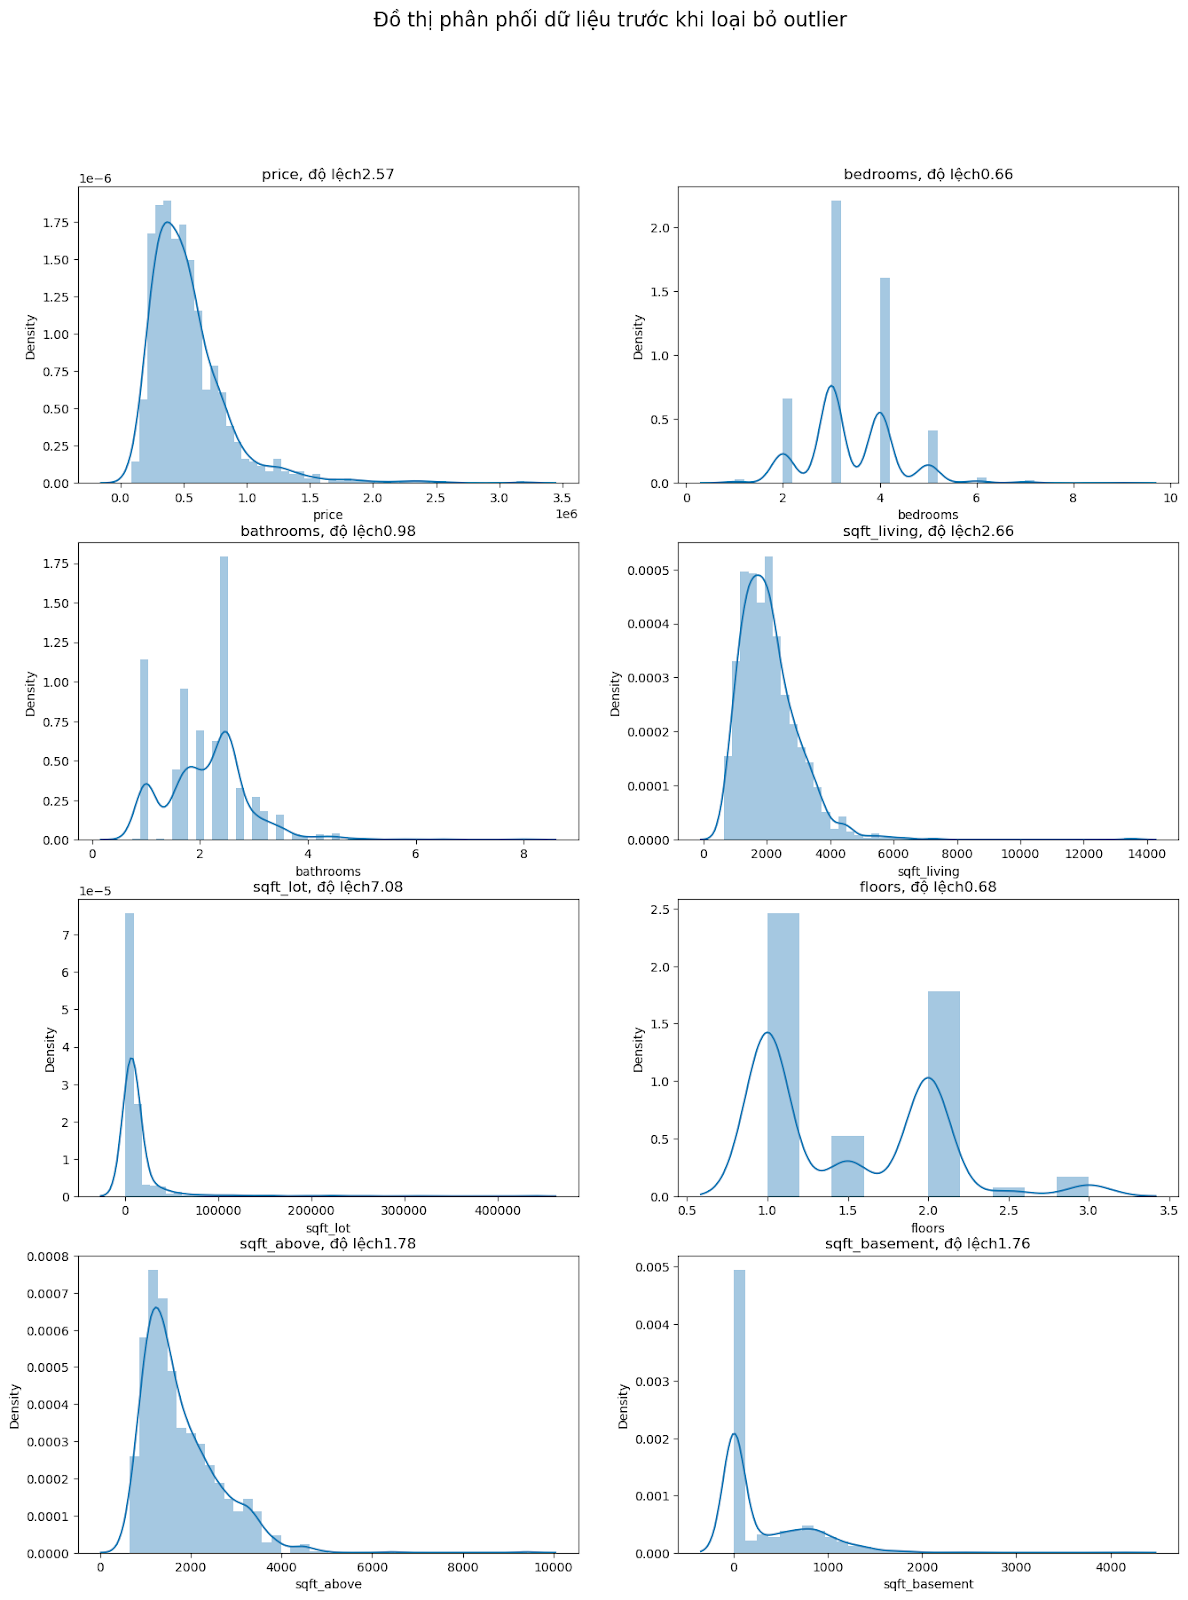 Đồ thị phân phối dữ liệu trước khi loại bỏ outlier
price, độ lệch2.57
1e−6
1.75
1.50
1.25
1.00
0.75
0.50
0.25
0.00
Density
0.0 0.5 1.0 1.5 2.0 2.5 3.0 3.5
price
1e6
bedrooms, độ lệch0.66
2.0
1.5
1.0
0.5
0.0
Density
0 2 4 6 8 10
bedrooms
bathrooms, độ lệch0.98
1.75
1.50
1.25
1.00
0.75
0.50
0.25
0.00
Density
0 2 4 6 8
bathrooms
sqft_living, độ lệch2.66
0.0005
0.0004
0.0003
0.0002
0.0001
0.0000
Density
0 2000 4000 6000 8000 10000 12000 14000
sqft_living
sqft_lot, độ lệch7.08
1e−5
7
6
5
4
3
2
1
0
Density
0 100000 200000 300000 400000
sqft_lot
floors, độ lệch0.68
2.5
2.0
1.5
1.0
0.5
0.0
Density
0.5 1.0 1.5 2.0 2.5 3.0 3.5
floors
sqft_above, độ lệch1.78
0.0008
0.0007
0.0006
0.0005
0.0004
0.0003
0.0002
0.0001
0.0000
Density
0 2000 4000 6000 8000 10000
sqft_above
sqft_basement, độ lệch1.76
0.005
0.004
0.003
0.002
0.001
0.000
Density
0 1000 2000 3000 4000
sqft_basement